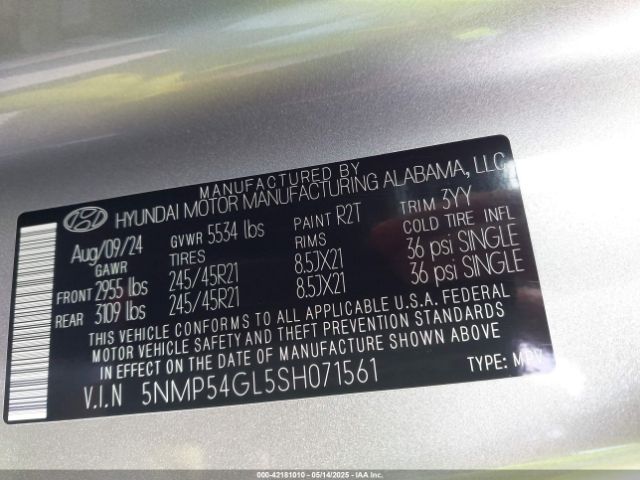 MANUFACTURED BY
HYUNDAI MOTOR MANUFACTURING ALABAMA, LLC
Aug/09/24 GVWR 5534 lbs PAINT R2T TRIM 3YY
GAWR TIRES RIMS COLD TIRE INFL
FRONT 2955 lbs 245/45R21 8.5JX21 36 psi SINGLE
REAR 3109 lbs 245/45R21 8.5JX21 36 psi SINGLE
THIS VEHICLE CONFORMS TO ALL APPLICABLE U.S.A. FEDERAL
MOTOR VEHICLE SAFETY AND THEFT PREVENTION STANDARDS
IN EFFECT ON THE DATE OF MANUFACTURE SHOWN ABOVE
V.I.N 5NMP54GL5SH071561 TYPE: MPV
000-42181010 • 05/14/2025 • IAAI.COM